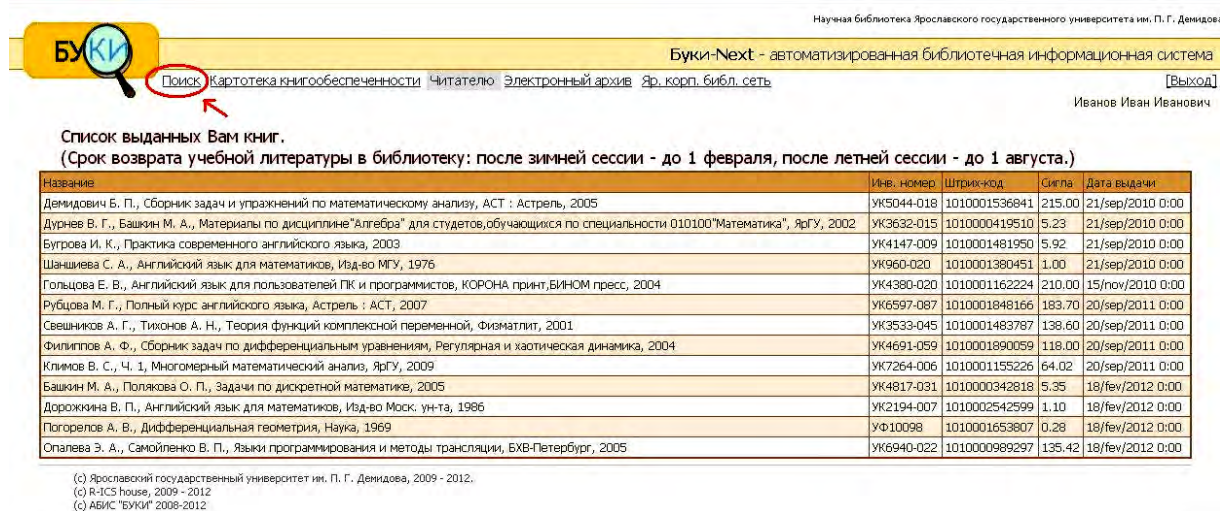 Научная библиотека Ярославского государственного университета им. П. Г. Демидова
БУКИ
Буки-Next - автоматизированная библиотечная информационная система
Поиск Картотека книгообеспеченности Читателю Электронный архив Яр. корп. библ. сеть [Выход]
Иванов Иван Иванович
Список выданных Вам книг.
(Срок возврата учебной литературы в библиотеку: после зимней сессии - до 1 февраля, после летней сессии - до 1 августа.)
Название Инв. номер Штрих-код Сигла Дата выдачи
Демидович Б. П., Сборник задач и упражнений по математическому анализу, АСТ : Астрель, 2005 УК5044-018 1010001536841 215.00 21/sep/2010 0:00
Дурнев В. Г., Башкин М. А., Материалы по дисциплине"Алгебра" для студетов,обучающихся по специальности 010100"Математика", ЯрГУ, 2002 УК3632-015 1010000419510 5.23 21/sep/2010 0:00
Бугрова И. К., Практика современного английского языка, 2003 УК4147-009 1010001481950 5.92 21/sep/2010 0:00
Шаншиева С. А., Английский язык для математиков, Изд-во МГУ, 1976 УК960-020 1010001380451 1.00 21/sep/2010 0:00
Гольцова Е. В., Английский язык для пользователей ПК и программистов, КОРОНА принт,БИНОМ пресс, 2004 УК4380-020 1010001162224 210.00 15/nov/2010 0:00
Рубцова М. Г., Полный курс английского языка, Астрель : АСТ, 2007 УК6597-087 1010001848166 183.70 20/sep/2011 0:00
Свешников А. Г., Тихонов А. Н., Теория функций комплексной переменной, Физматлит, 2001 УК3533-045 1010001483787 138.60 20/sep/2011 0:00
Филиппов А. Ф., Сборник задач по дифференциальным уравнениям, Регулярная и хаотическая динамика, 2004 УК4691-059 1010001890059 118.00 20/sep/2011 0:00
Климов В. С., Ч. 1, Многомерный математический анализ, ЯрГУ, 2009 УК7264-006 1010001155226 64.02 20/sep/2011 0:00
Башкин М. А., Полякова О. П., Задачи по дискретной математике, 2005 УК4817-031 1010000342818 5.35 18/fev/2012 0:00
Дорожкина В. П., Английский язык для математиков, Изд-во Моск. ун-та, 1986 УК2194-007 1010002542599 1.10 18/fev/2012 0:00
Погорелов А. В., Дифференциальная геометрия, Наука, 1969 УФ10098 1010001653807 0.28 18/fev/2012 0:00
Опалева Э. А., Самойленко В. П., Языки программирования и методы трансляции, БХВ-Петербург, 2005 УК6940-022 1010000989297 135.42 18/fev/2012 0:00
(c) Ярославский государственный университет им. П. Г. Демидова, 2009 - 2012.
(c) R-ICS house, 2009 - 2012
(c) АБИС "БУКИ" 2008-2012